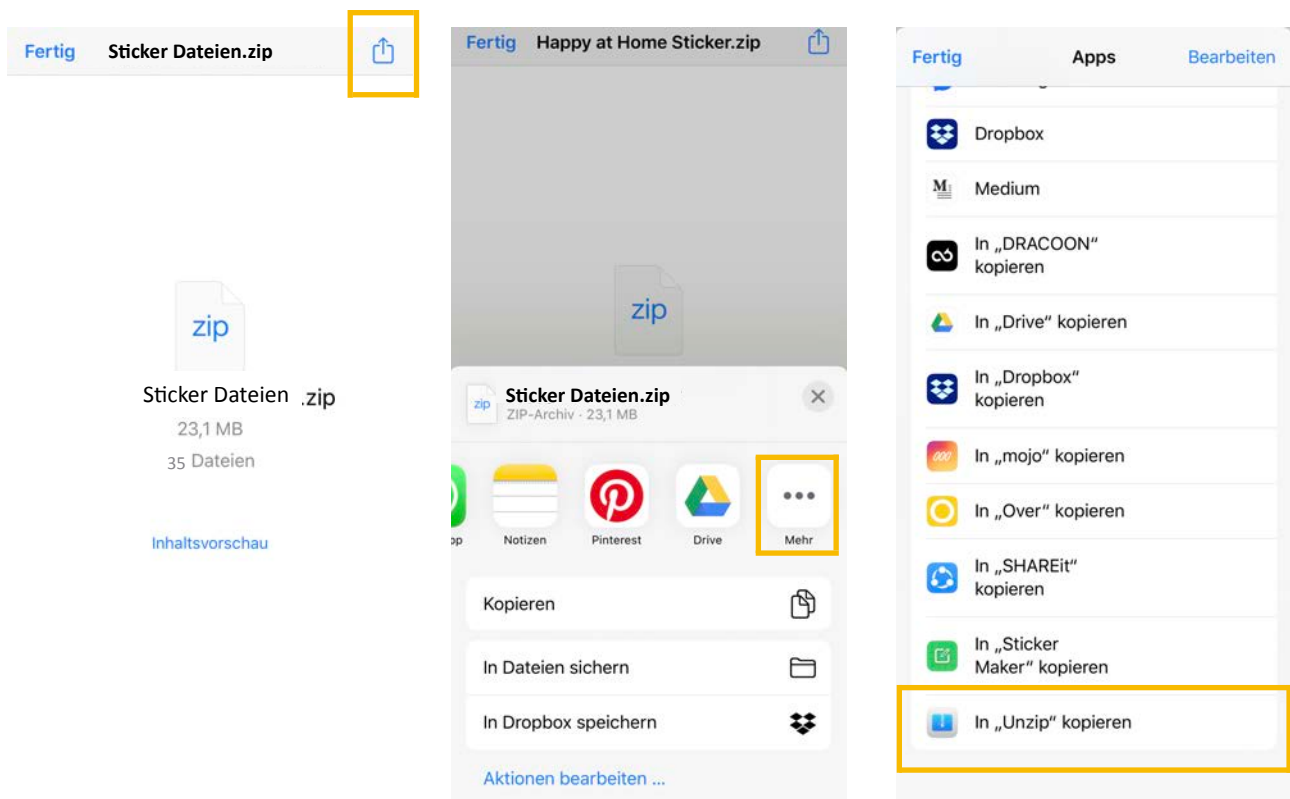 Fertig Sticker Dateien.zip
zip
Sticker Dateien .zip
23,1 MB
35 Dateien
Inhaltsvorschau
Fertig Happy at Home Sticker.zip
zip
zip Sticker Dateien.zip
ZIP-Archiv · 23,1 MB
Notizen Pinterest Drive Mehr
Kopieren
In Dateien sichern
In Dropbox speichern
Aktionen bearbeiten ...
Fertig Apps Bearbeiten
Dropbox
Medium
In „DRACOON“
kopieren
In „Drive“ kopieren
In „Dropbox“
kopieren
In „mojo“ kopieren
In „Over“ kopieren
In „SHAREit“
kopieren
In „Sticker
Maker“ kopieren
In „Unzip“ kopieren